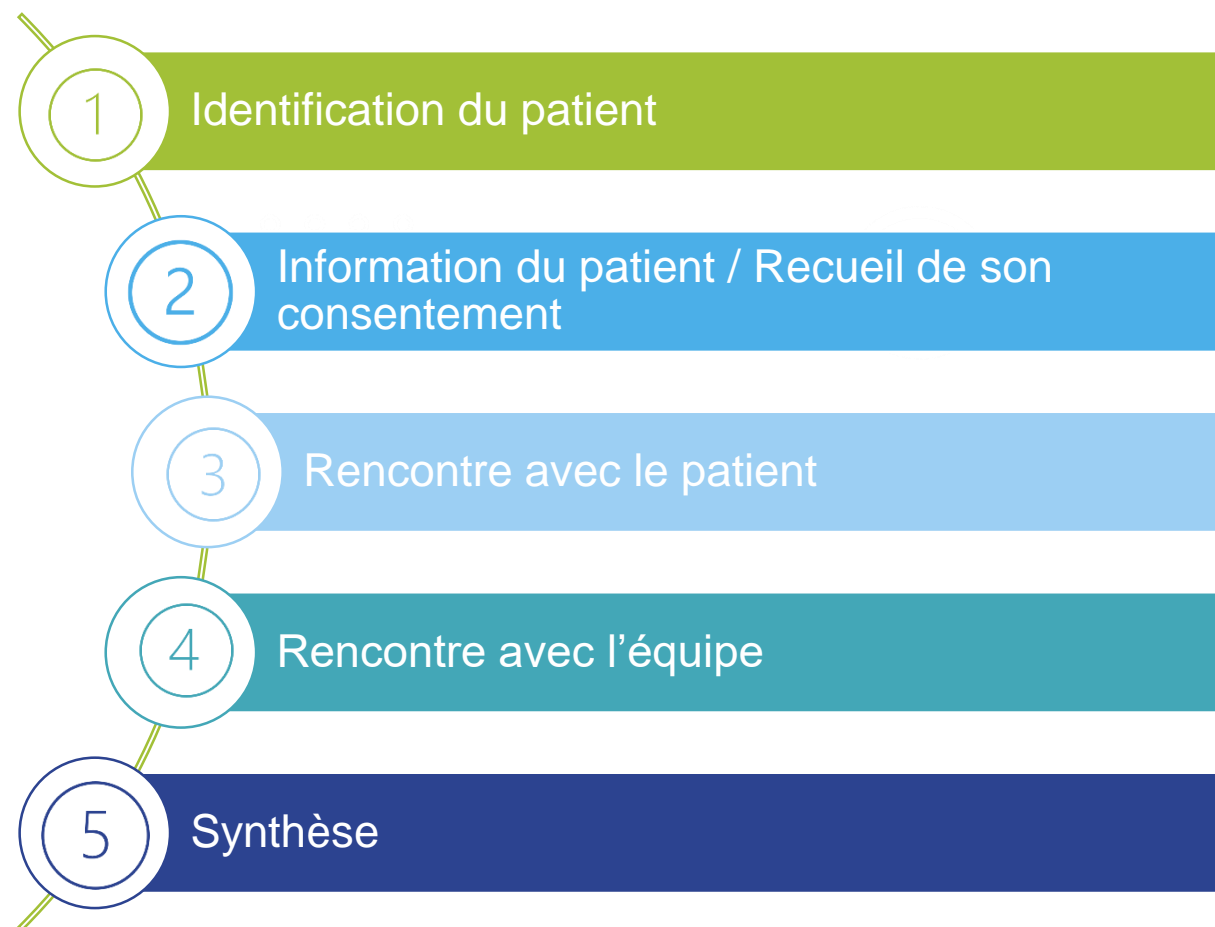 1
Identification du patient
2
Information du patient / Recueil de son
consentement
3
Rencontre avec le patient
4
Rencontre avec l’équipe
5
Synthèse